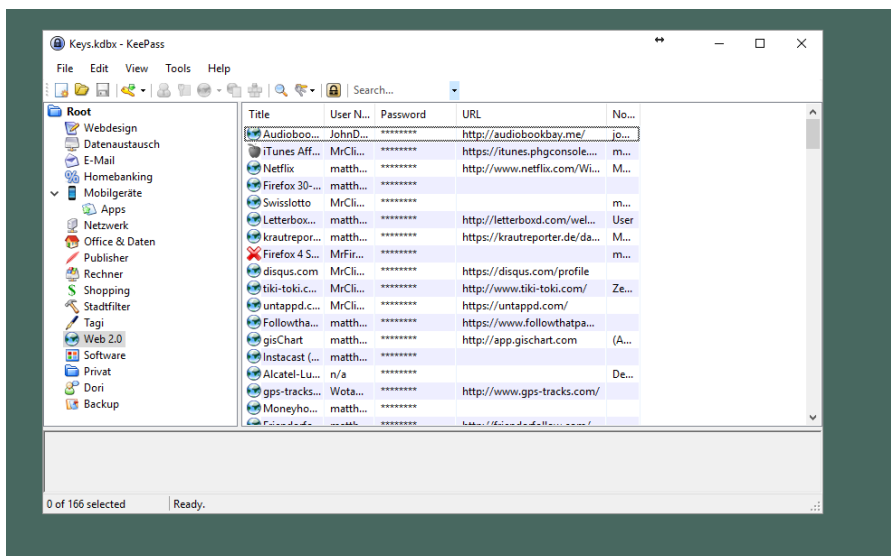 Keys.kdbx - KeePass
File Edit View Tools Help
Search...
Root
Webdesign
Datenaustausch
E-Mail
Homebanking
Mobilgeräte
Apps
Netzwerk
Office & Daten
Publisher
Rechner
Shopping
Stadtfilter
Tagi
Web 2.0
Software
Privat
Dori
Backup
Title User N... Password URL No...
Audioboo... JohnD... ******** http://audiobookbay.me/ jo...
iTunes Aff... MrCli... ******** https://itunes.phgconsole.... m...
Netflix matth... ******** http://www.netflix.com/Wi... M...
Firefox 30-... matth... ********
Swisslotto MrCli... ******** m...
Letterbox... matth... ******** http://letterboxd.com/wel... User
krautrepor... matth... ******** https://krautreporter.de/da... M...
Firefox 4 S... MrFir... ******** m...
disqus.com MrCli... ******** https://disqus.com/profile
tiki-toki.c... MrCli... ******** http://www.tiki-toki.com/ Ze...
untappd.c... MrCli... ******** https://untappd.com/
Followtha... matth... ******** https://www.followthatpa...
gisChart matth... ******** http://app.gischart.com (A...
Instacast (... matth... ********
Alcatel-Lu... n/a ******** De...
gps-tracks... Wota... ******** http://www.gps-tracks.com/
Moneyho... matth... ********
0 of 166 selected Ready.